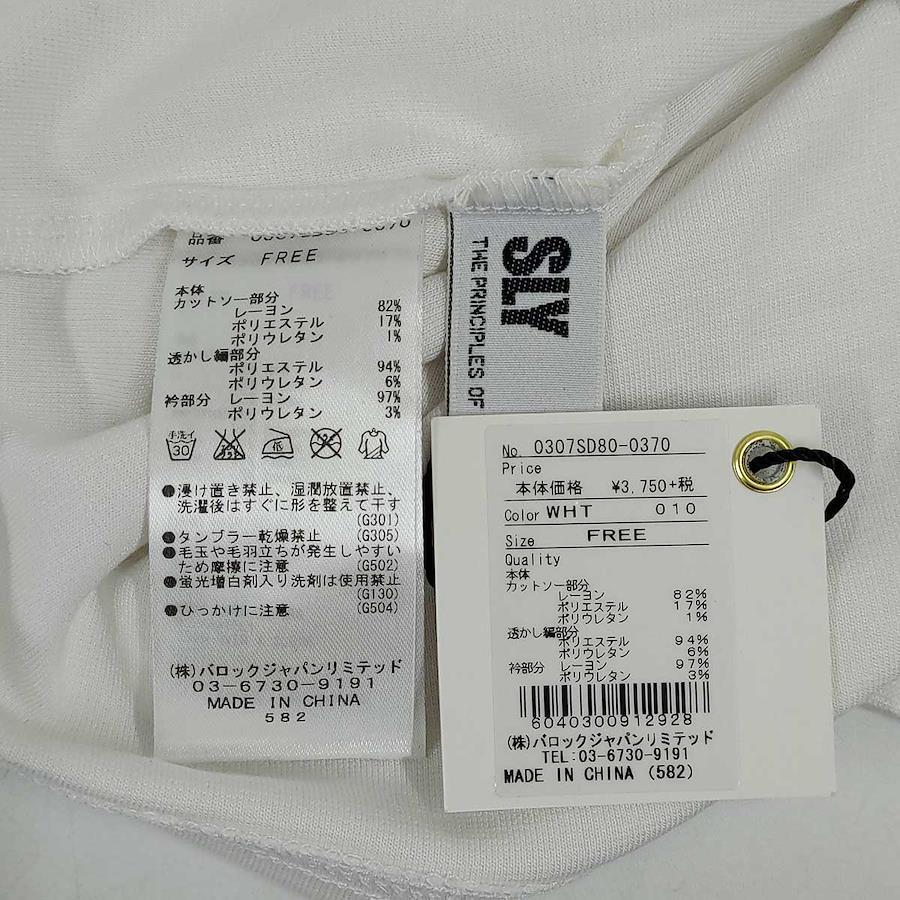 品番 0307SD80-0370
サイズ FREE
本体
カットソー部分
レーヨン 82%
ポリエステル 17%
ポリウレタン 1%
透かし編部分
ポリエステル 94%
ポリウレタン 6%
衿部分 レーヨン 97%
ポリウレタン 3%
手洗イ
30
低
●浸け置き禁止、湿潤放置禁止、
洗濯後はすぐに形を整えて干す
(G301)
●タンブラー乾燥禁止 (G305)
●毛玉や毛羽立ちが発生しやすい
ため摩擦に注意 (G502)
●蛍光増白剤入り洗剤は使用禁止
(G130)
●ひっかけに注意 (G504)
(株)バロックジャパンリミテッド
03-6730-9191
MADE IN CHINA
582
SLY
THE PRINCIPLES OF
No. 0307SD80-0370
Price
本体価格 ¥3,750+税
Color WHT 010
Size FREE
Quality
本体
カットソー部分
レーヨン 82%
ポリエステル 17%
ポリウレタン 1%
透かし編部分
ポリエステル 94%
ポリウレタン 6%
衿部分 レーヨン 97%
ポリウレタン 3%
6040300912928
(株)バロックジャパンリミテッド
TEL:03-6730-9191
MADE IN CHINA (582)